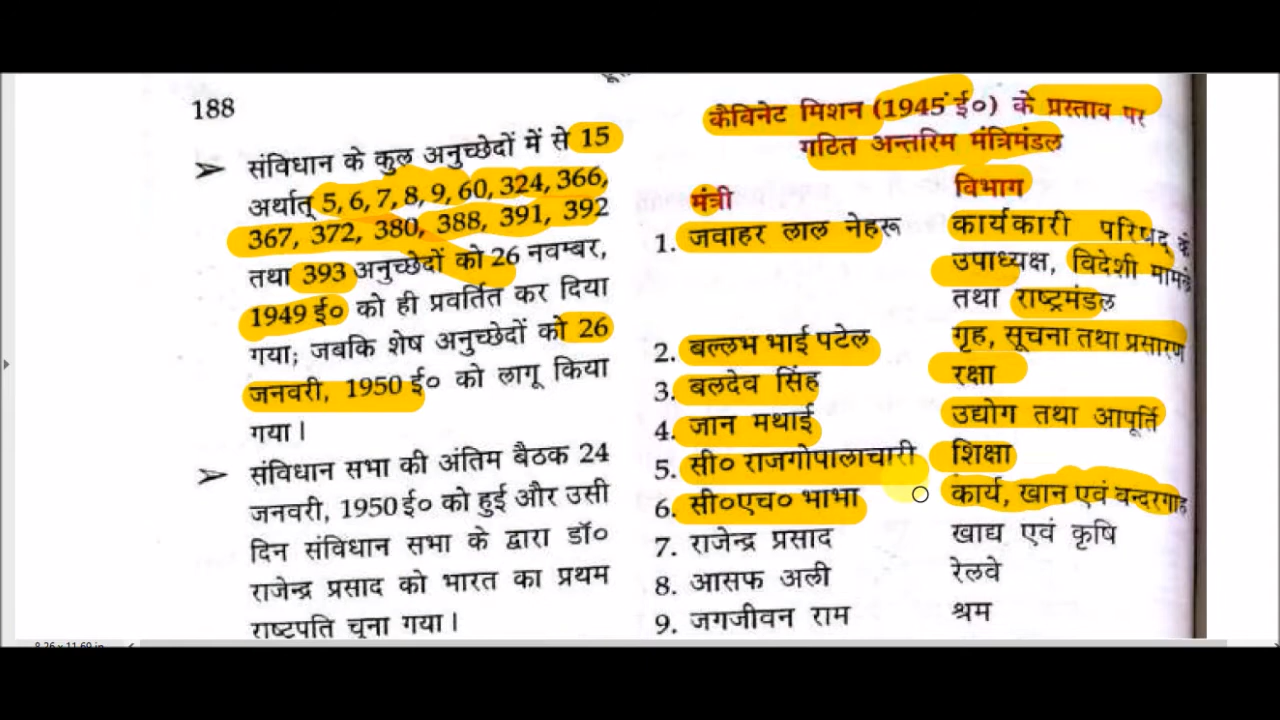 188
➢ संविधान के कुल अनुच्छेदों में से 15
अर्थात् 5, 6, 7, 8, 9, 60, 324, 366,
367, 372, 380, 388, 391, 392
तथा 393 अनुच्छेदों को 26 नवम्बर,
1949 ई० को ही प्रवर्तित कर दिया
गया; जबकि शेष अनुच्छेदों को 26
जनवरी, 1950 ई० को लागू किया
गया।
➢ संविधान सभा की अंतिम बैठक 24
जनवरी, 1950 ई० को हुई और उसी
दिन संविधान सभा के द्वारा डॉ०
राजेन्द्र प्रसाद को भारत का प्रथम
राष्टपति चुना गया।
कैविनेट मिशन (1945 ई०) के प्रस्ताव पर
गठित अन्तरिम मंत्रिमंडल
मंत्री विभाग
1. जवाहर लाल नेहरू कार्यकारी परिषद् के
उपाध्यक्ष, विदेशी मामले
तथा राष्ट्रमंडल
2. बल्लभ भाई पटेल गृह, सूचना तथा प्रसारण
3. बलदेव सिंह रक्षा
4. जान मथाई उद्योग तथा आपूर्ति
5. सी० राजगोपालाचारी शिक्षा
6. सी०एच० भाभा कार्य, खान एवं बन्दरगाह
7. राजेन्द्र प्रसाद खाद्य एवं कृषि
8. आसफ अली रेलवे
9. जगजीवन राम श्रम